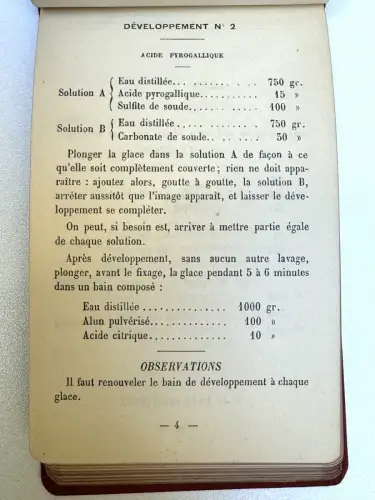 DÉVELOPPEMENT N° 2
ACIDE PYROGALLIQUE
Solution A { Eau distillée... ....... . .. 750 gr.
Acide pyrogallique........... 15 »
Sulfite de soude... ..... .... 100 »
Solution B { Eau distillée............... 750 gr.
Carbonate de soude.. ....... 30 »
Plonger la glace dans la solution A de façon à ce
qu'elle soit complètement couverte ; rien ne doit appa-
raître : ajoutez alors, goutte à goutte, la solution B,
arrêter aussitôt que l'image apparaît, et laisser le déve-
loppement se compléter.
On peut, si besoin est, arriver à mettre partie égale
de chaque solution.
Après développement, sans aucun autre lavage,
plonger, avant le fixage, la glace pendant 5 à 6 minutes
dans un bain composé :
Eau distillée .............. 1000 gr.
Alun pulvérisé.............. 100 »
Acide citrique.............. 10 »
OBSERVATIONS
Il faut renouveler le bain de développement à chaque
glace.
— 4 —